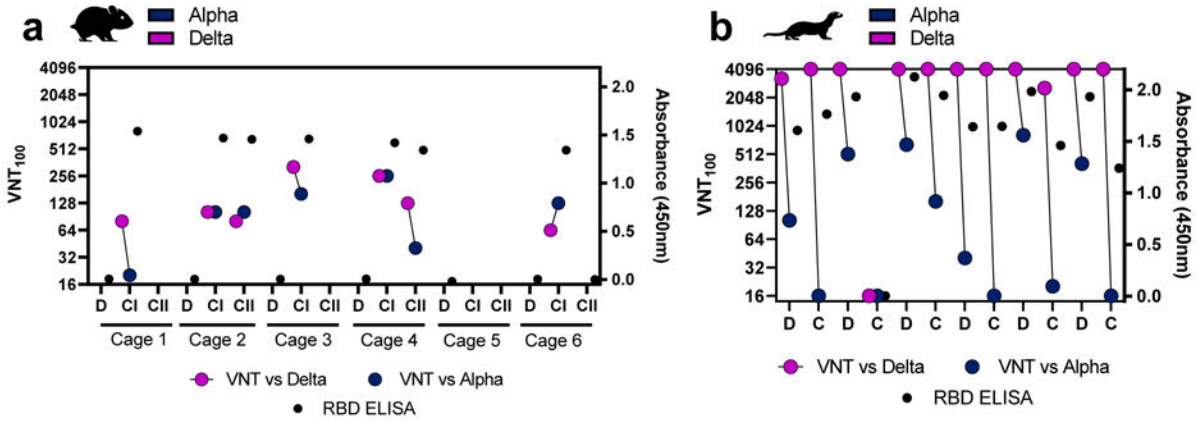 a
Alpha
Delta
4096
2048
1024
512
256
128
64
32
16
VNT100
2.0
1.5
1.0
0.5
0.0
Absorbance (450nm)
D CI CII D CI CII D CI CII D CI CII D CI CII D CI CII
Cage 1 Cage 2 Cage 3 Cage 4 Cage 5 Cage 6
VNT vs Delta VNT vs Alpha
RBD ELISA
b
Alpha
Delta
4096
2048
1024
512
256
128
64
32
16
VNT100
2.0
1.5
1.0
0.5
0.0
Absorbance (450nm)
D C D C D C D C D C D C
VNT vs Delta VNT vs Alpha
RBD ELISA